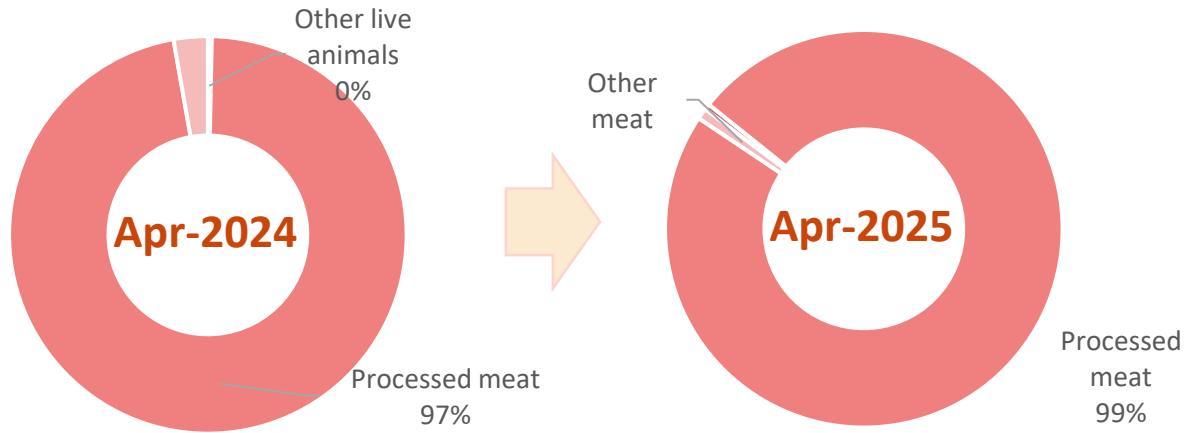 Other live
animals
0%
Apr-2024
Processed meat
97%
Other
meat
Apr-2025
Processed
meat
99%